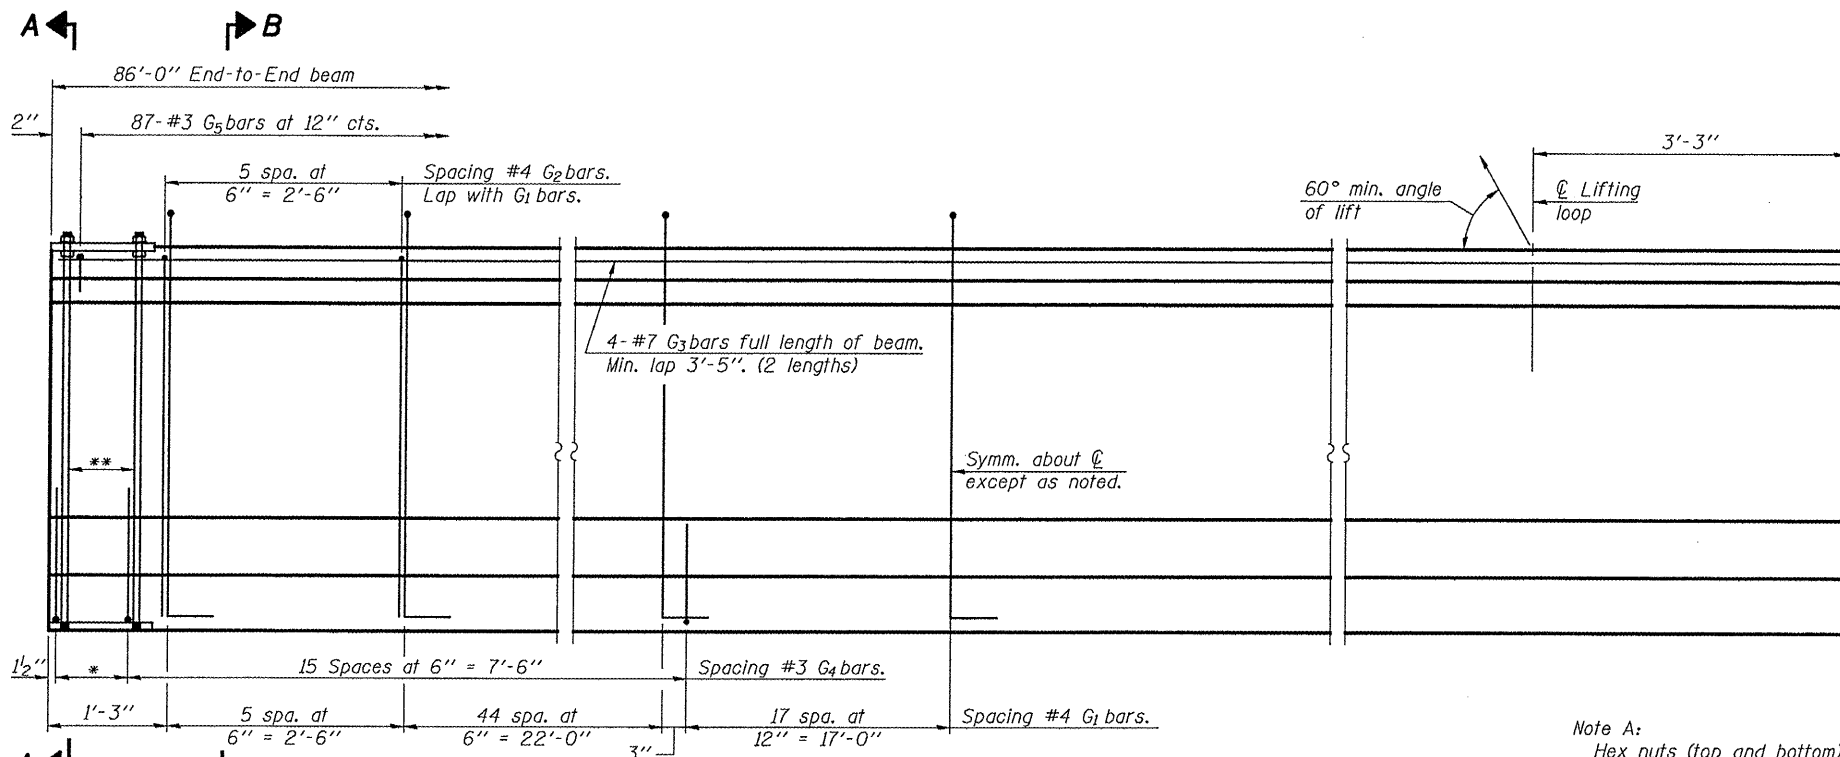 A B
86'-0" End-to-End beam
2"
87-#3 G5 bars at 12" cts.
5 spa. at
6" = 2'-6"
Spacing #4 G2 bars.
Lap with G1 bars.
3'-3"
60° min. angle
of lift
℄ Lifting
loop
4-#7 G3 bars full length of beam.
Min. lap 3'-5". (2 lengths)
**
Symm. about ℄
except as noted.
1½"
*
15 Spaces at 6" = 7'-6"
Spacing #3 G4 bars.
1'-3"
5 spa. at
6" = 2'-6"
44 spa. at
6" = 22'-0"
3"
17 spa. at
12" = 17'-0"
Spacing #4 G1 bars.
Note A:
Hex nuts (top and bottom)